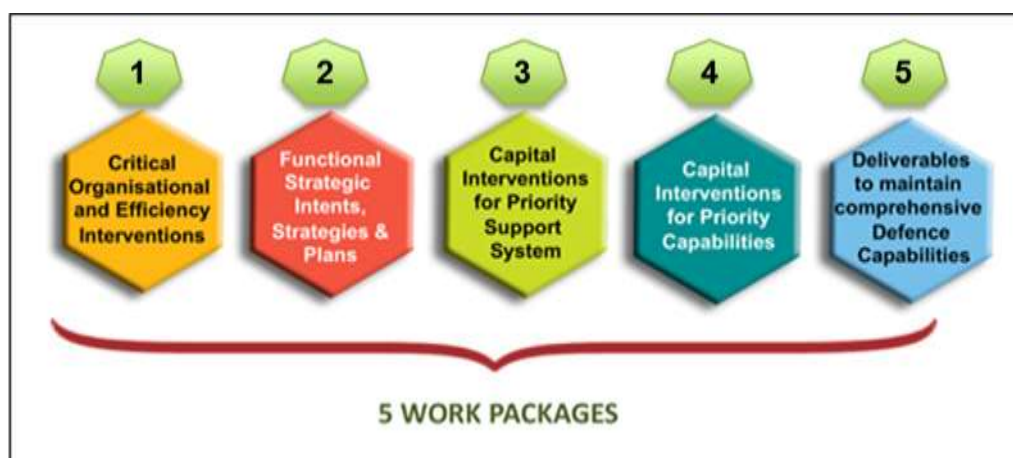 1
Critical
Organisational
and Efficiency
Interventions
2
Functional
Strategic
Intents,
Strategies &
Plans
3
Capital
Interventions
for Priority
Support
System
4
Capital
Interventions
for Priority
Capabilities
5
Deliverables
to maintain
comprehensive
Defence
Capabilities
5 WORK PACKAGES